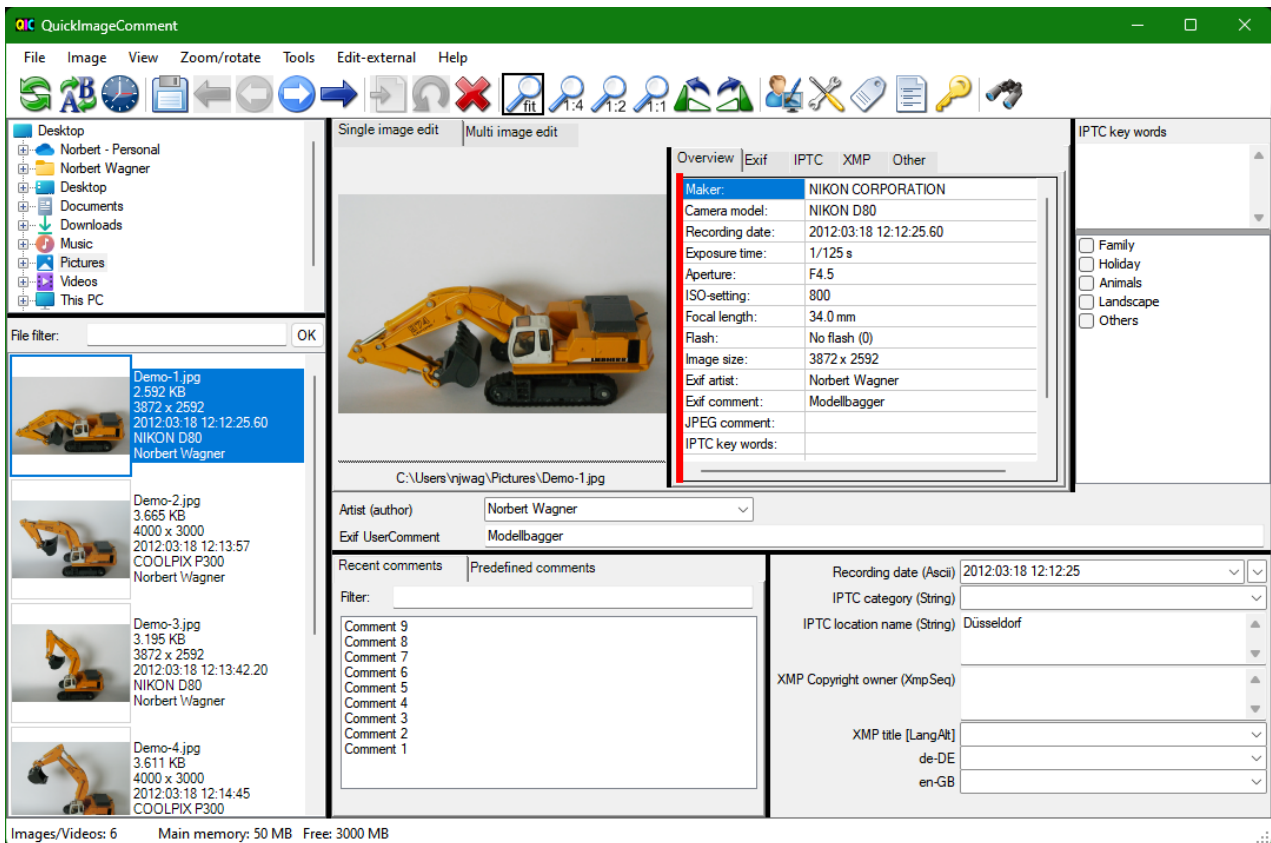 QIC QuickImageComment
File Image View Zoom/rotate Tools Edit-external Help
AB fit 1:4 1:2 1:1
Desktop
Norbert - Personal
Norbert Wagner
Desktop
Documents
Downloads
Music
Pictures
Videos
This PC
File filter: OK
Demo-1.jpg
2.592 KB
3872 x 2592
2012:03:18 12:12:25.60
NIKON D80
Norbert Wagner
Demo-2.jpg
3.665 KB
4000 x 3000
2012:03:18 12:13:57
COOLPIX P300
Norbert Wagner
Demo-3.jpg
3.195 KB
3872 x 2592
2012:03:18 12:13:42.20
NIKON D80
Norbert Wagner
Demo-4.jpg
3.611 KB
4000 x 3000
2012:03:18 12:14:45
COOLPIX P300
Single image edit Multi image edit
974
LIEBHERR
C:\Users\njwag\Pictures\Demo-1.jpg
Overview Exif IPTC XMP Other
Maker: NIKON CORPORATION
Camera model: NIKON D80
Recording date: 2012:03:18 12:12:25.60
Exposure time: 1/125 s
Aperture: F4.5
ISO-setting: 800
Focal length: 34.0 mm
Flash: No flash (0)
Image size: 3872 x 2592
Exif artist: Norbert Wagner
Exif comment: Modellbagger
JPEG comment:
IPTC key words:
IPTC key words
Family
Holiday
Animals
Landscape
Others
Artist (author) Norbert Wagner
Exif UserComment Modellbagger
Recent comments Predefined comments
Filter:
Comment 9
Comment 8
Comment 7
Comment 6
Comment 5
Comment 4
Comment 3
Comment 2
Comment 1
Recording date (Ascii) 2012:03:18 12:12:25
IPTC category (String)
IPTC location name (String) Düsseldorf
XMP Copyright owner (XmpSeq)
XMP title [LangAlt]
de-DE
en-GB
Images/Videos: 6 Main memory: 50 MB Free: 3000 MB